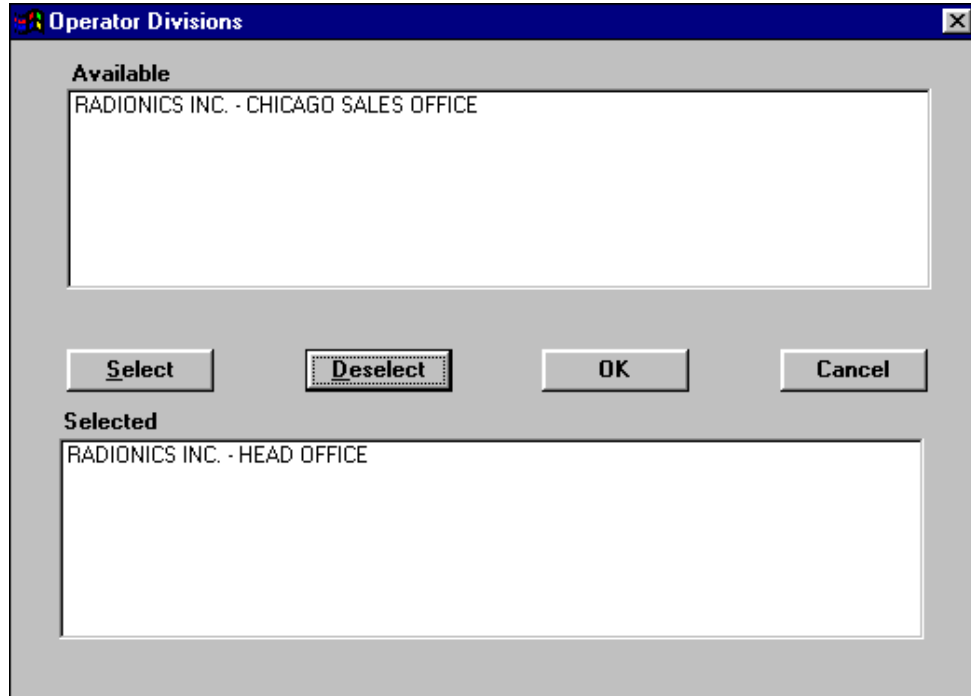 Operator Divisions
Available
RADIONICS INC. - CHICAGO SALES OFFICE
Select Deselect OK Cancel
Selected
RADIONICS INC. - HEAD OFFICE